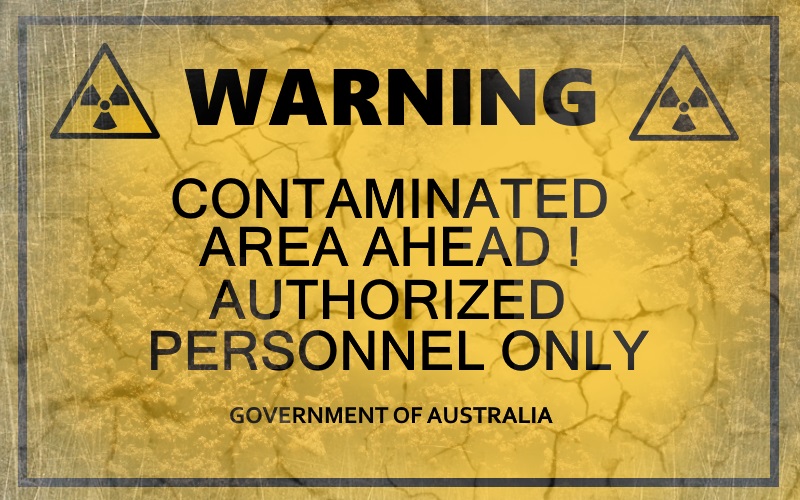 WARNING
CONTAMINATED
AREA AHEAD !
AUTHORIZED
PERSONNEL ONLY
GOVERNMENT OF AUSTRALIA